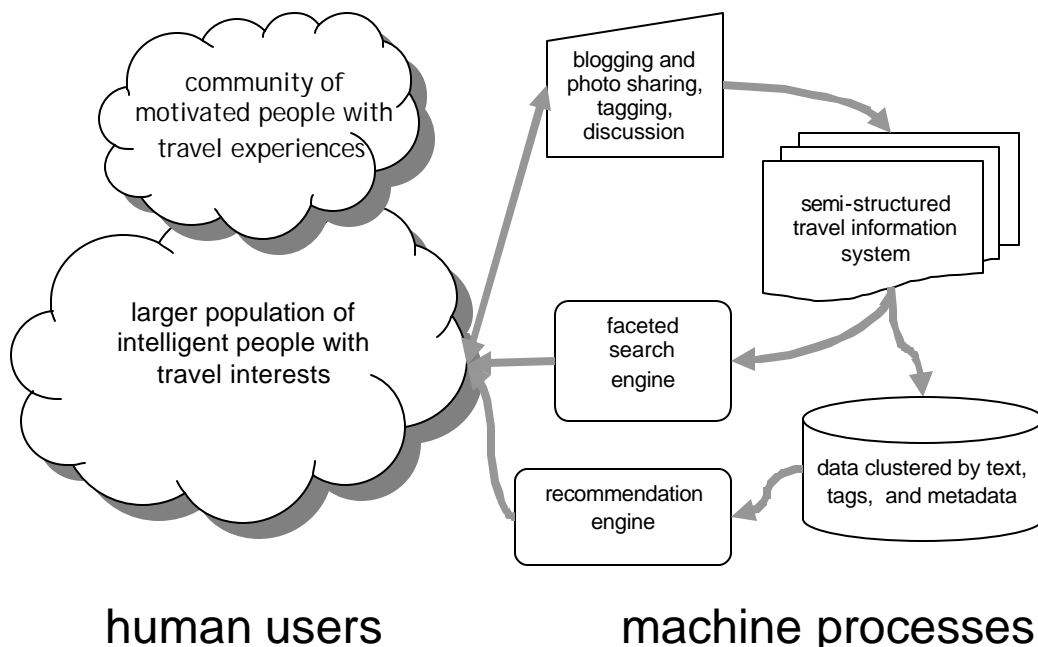 community of
motivated people with
travel experiences
larger population of
intelligent people with
travel interests
blogging and
photo sharing,
tagging,
discussion
semi-structured
travel information
system
faceted
search
engine
data clustered by text,
tags, and metadata
recommendation
engine
human users
machine processes